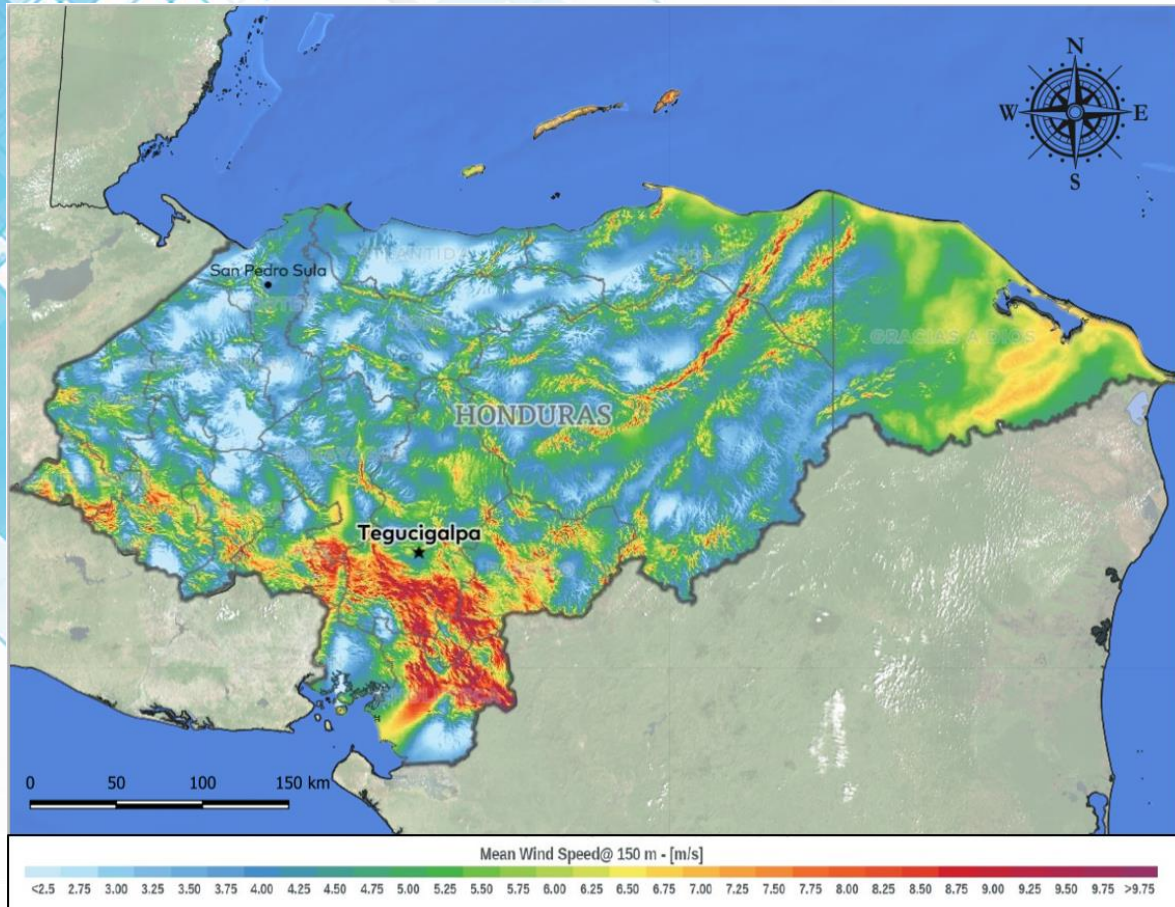 N
W E
S
San Pedro Sula
GRACIAS A DIOS
HONDURAS
Tegucigalpa
0 50 100 150 km
Mean Wind Speed@ 150 m - [m/s]
<2.5 2.75 3.00 3.25 3.50 3.75 4.00 4.25 4.50 4.75 5.00 5.25 5.50 5.75 6.00 6.25 6.50 6.75 7.00 7.25 7.50 7.75 8.00 8.25 8.50 8.75 9.00 9.25 9.50 9.75 >9.75